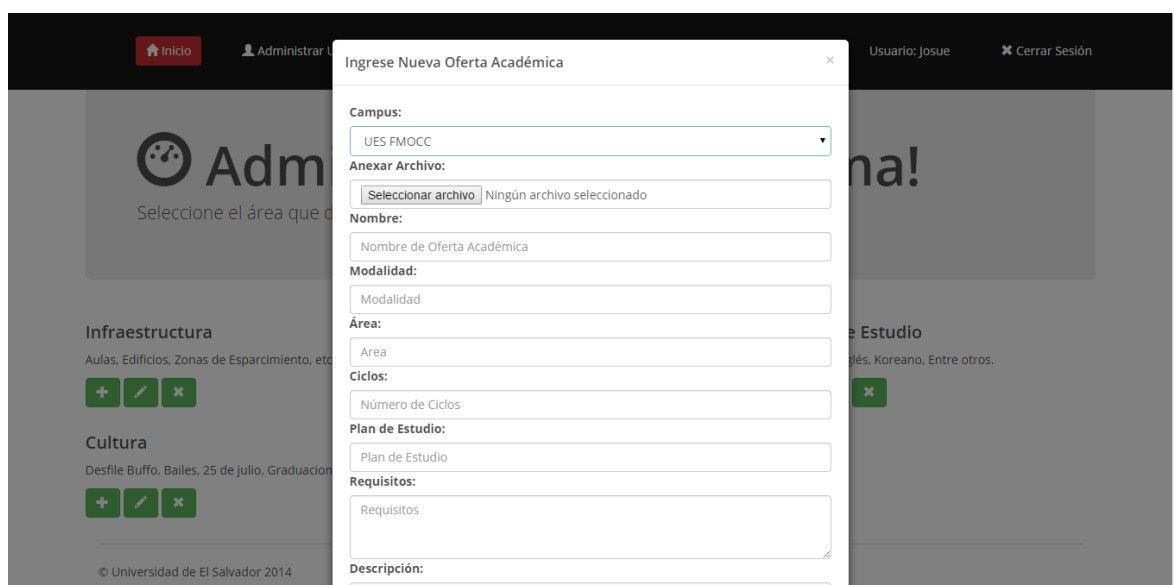 Inicio
Administrar
Usuario: Josue
Cerrar Sesión
Ingrese Nueva Oferta Académica
×
Campus:
UES FMOCC
Anexar Archivo:
Seleccionar archivo Ningún archivo seleccionado
Nombre:
Nombre de Oferta Académica
Modalidad:
Modalidad
Área:
Area
Ciclos:
Número de Ciclos
Plan de Estudio:
Plan de Estudio
Requisitos:
Requisitos
Descripción:
Adm
na!
Seleccione el área que
Infraestructura
Aulas, Edificios, Zonas de Esparcimiento, etc
Estudio
glés, Koreano, Entre otros.
Cultura
Desfile Buffo, Bailes, 25 de julio, Graduacion
© Universidad de El Salvador 2014